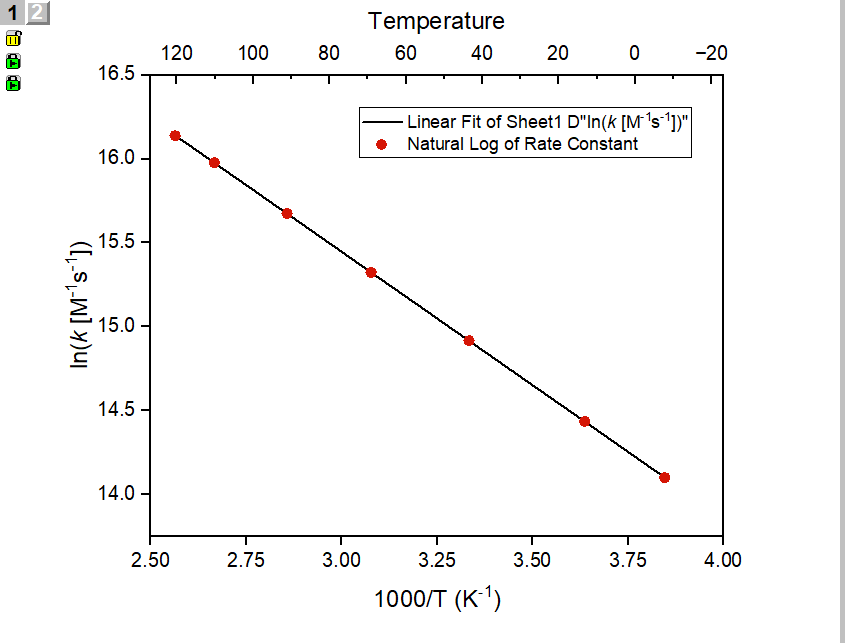 1 2
Temperature
120 100 80 60 40 20 0 −20
Linear Fit of Sheet1 D"ln(k [M⁻¹s⁻¹])"
Natural Log of Rate Constant
16.5
16.0
15.5
15.0
14.5
14.0
ln(k [M⁻¹s⁻¹])
2.50 2.75 3.00 3.25 3.50 3.75 4.00
1000/T (K⁻¹)